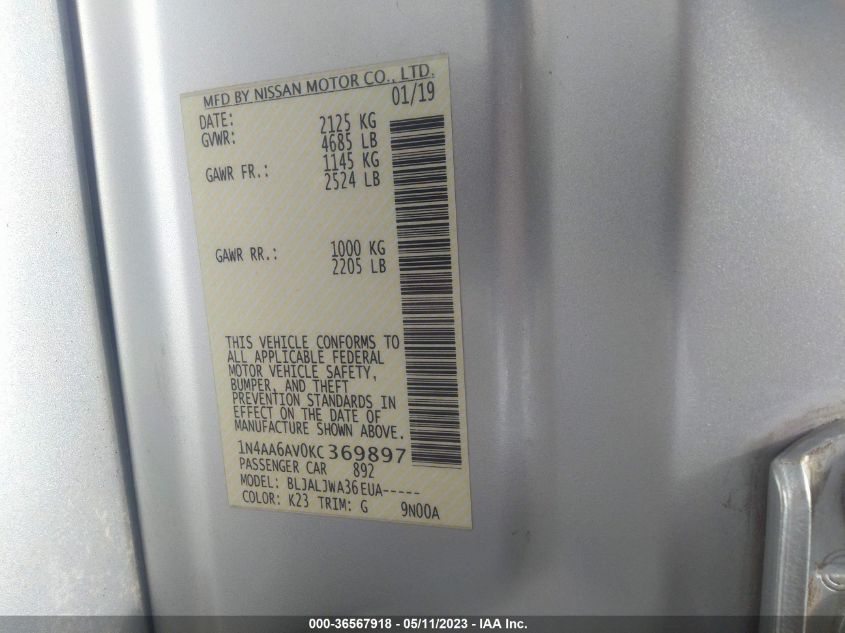 MFD BY NISSAN MOTOR CO., LTD.
DATE: 01/19
GVWR: 2125 KG
4685 LB
GAWR FR.: 1145 KG
2524 LB
GAWR RR.: 1000 KG
2205 LB
THIS VEHICLE CONFORMS TO
ALL APPLICABLE FEDERAL
MOTOR VEHICLE SAFETY,
BUMPER, AND THEFT
PREVENTION STANDARDS IN
EFFECT ON THE DATE OF
MANUFACTURE SHOWN ABOVE.
1N4AA6AV0KC369897
PASSENGER CAR 892
MODEL: BLJALJWA36EUA-----
COLOR: K23 TRIM: G 9N00A
000-36567918 - 05/11/2023 - IAA Inc.